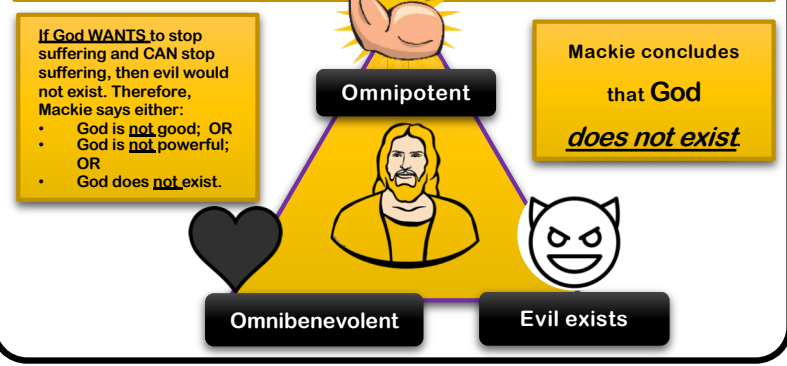 If God WANTS to stop
suffering and CAN stop
suffering, then evil would
not exist. Therefore,
Mackie says either:
• God is not good; OR
• God is not powerful;
OR
• God does not exist.
Omnipotent
Mackie concludes
that God
does not exist.
Omnibenevolent
Evil exists